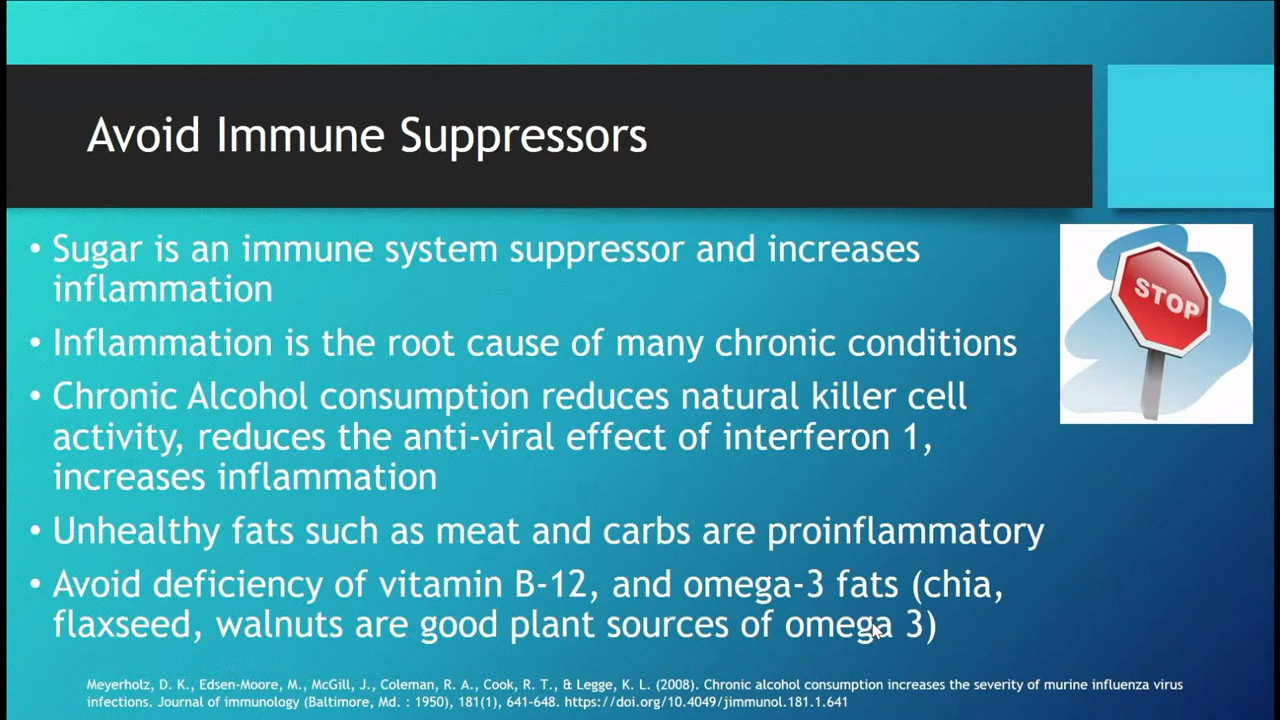 Avoid Immune Suppressors
• Sugar is an immune system suppressor and increases
inflammation
STOP
• Inflammation is the root cause of many chronic conditions
• Chronic Alcohol consumption reduces natural killer cell
activity, reduces the anti-viral effect of interferon 1,
increases inflammation
• Unhealthy fats such as meat and carbs are proinflammatory
• Avoid deficiency of vitamin B-12, and omega-3 fats (chia,
flaxseed, walnuts are good plant sources of omega 3)
Meyerholz, D. K., Edsen-Moore, M., McGill, J., Coleman, R. A., Cook, R. T., & Legge, K. L. (2008). Chronic alcohol consumption increases the severity of murine influenza virus
infections. Journal of immunology (Baltimore, Md. : 1950), 181(1), 641–648. https://doi.org/10.4049/jimmunol.181.1.641